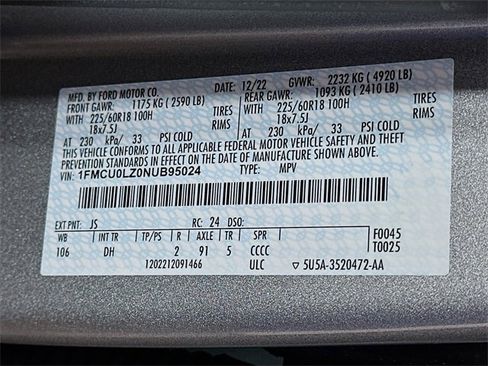 MFD. BY FORD MOTOR CO. 12/22 GVWR: 2232 KG ( 4920 LB)
FRONT GAWR: 1175 KG ( 2590 LB) REAR GAWR: 1093 KG ( 2410 LB)
WITH 225/60R18 100H TIRES WITH 225/60R18 100H TIRES
18x7.5J RIMS 18x7.5J RIMS
AT 230 kPa/ 33 PSI COLD AT 230 kPa/ 33 PSI COLD
THIS VEHICLE CONFORMS TO ALL APPLICABLE FEDERAL MOTOR VEHICLE SAFETY AND THEFT PREVENTION STANDARDS IN EFFECT ON THE DATE OF MANUFACTURE SHOWN ABOVE.
VIN: 1FMCU0LZ0NUB95024 TYPE: MPV
EXT PNT: JS RC: 24 DSO: F0045
WB INT TR TP/PS R AXLE TR SPR T0025
106 DH 2 91 5 CCCC
1202212091466 ULC ▽ 5U5A-3520472-AA